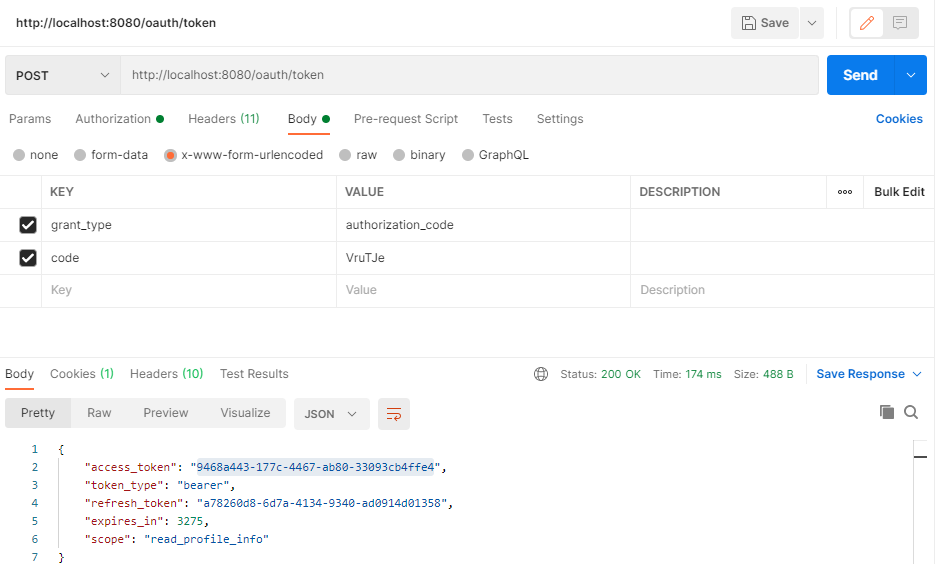 http://localhost:8080/oauth/token Save
POST http://localhost:8080/oauth/token Send
Params Authorization Headers (11) Body Pre-request Script Tests Settings Cookies
none form-data x-www-form-urlencoded raw binary GraphQL
KEY VALUE DESCRIPTION ooo Bulk Edit
grant_type authorization_code
code VruTJe
Key Value Description
Body Cookies (1) Headers (10) Test Results Status: 200 OK Time: 174 ms Size: 488 B Save Response
Pretty Raw Preview Visualize JSON
1 {
2 "access_token": "9468a443-177c-4467-ab80-33093cb4ffe4",
3 "token_type": "bearer",
4 "refresh_token": "a78260d8-6d7a-4134-9340-ad0914d01358",
5 "expires_in": 3275,
6 "scope": "read_profile_info"
7 }